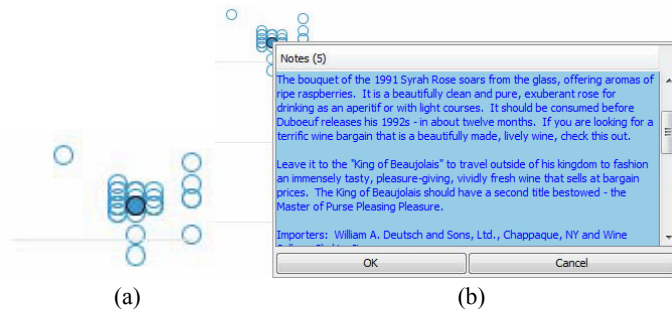 Notes (5)
The bouquet of the 1991 Syrah Rose soars from the glass, offering aromas of
ripe raspberries. It is a beautifully clean and pure, exuberant rose for
drinking as an aperitif or with light courses. It should be consumed before
Duboeuf releases his 1992s - in about twelve months. If you are looking for a
terrific wine bargain that is a beautifully made, lively wine, check this out.
Leave it to the "King of Beaujolais" to travel outside of his kingdom to fashion
an immensely tasty, pleasure-giving, vividly fresh wine that sells at bargain
prices. The King of Beaujolais should have a second title bestowed - the
Master of Purse Pleasing Pleasure.
Importers: William A. Deutsch and Sons, Ltd., Chappaque, NY and Wine
OK Cancel
(a) (b)